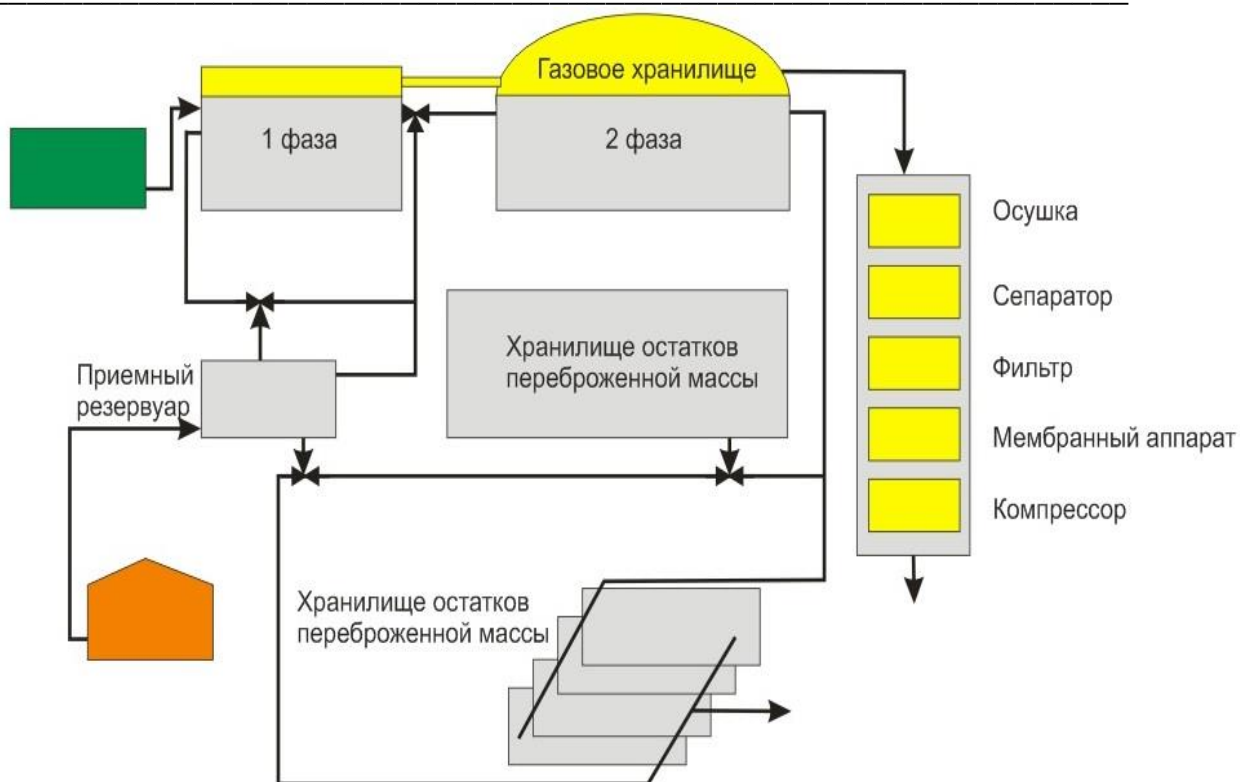 Газовое хранилище
1 фаза
2 фаза
Осушка
Сепаратор
Хранилище остатков
переброженной массы
Фильтр
Приемный
резервуар
Мембранный аппарат
Компрессор
Хранилище остатков
переброженной массы